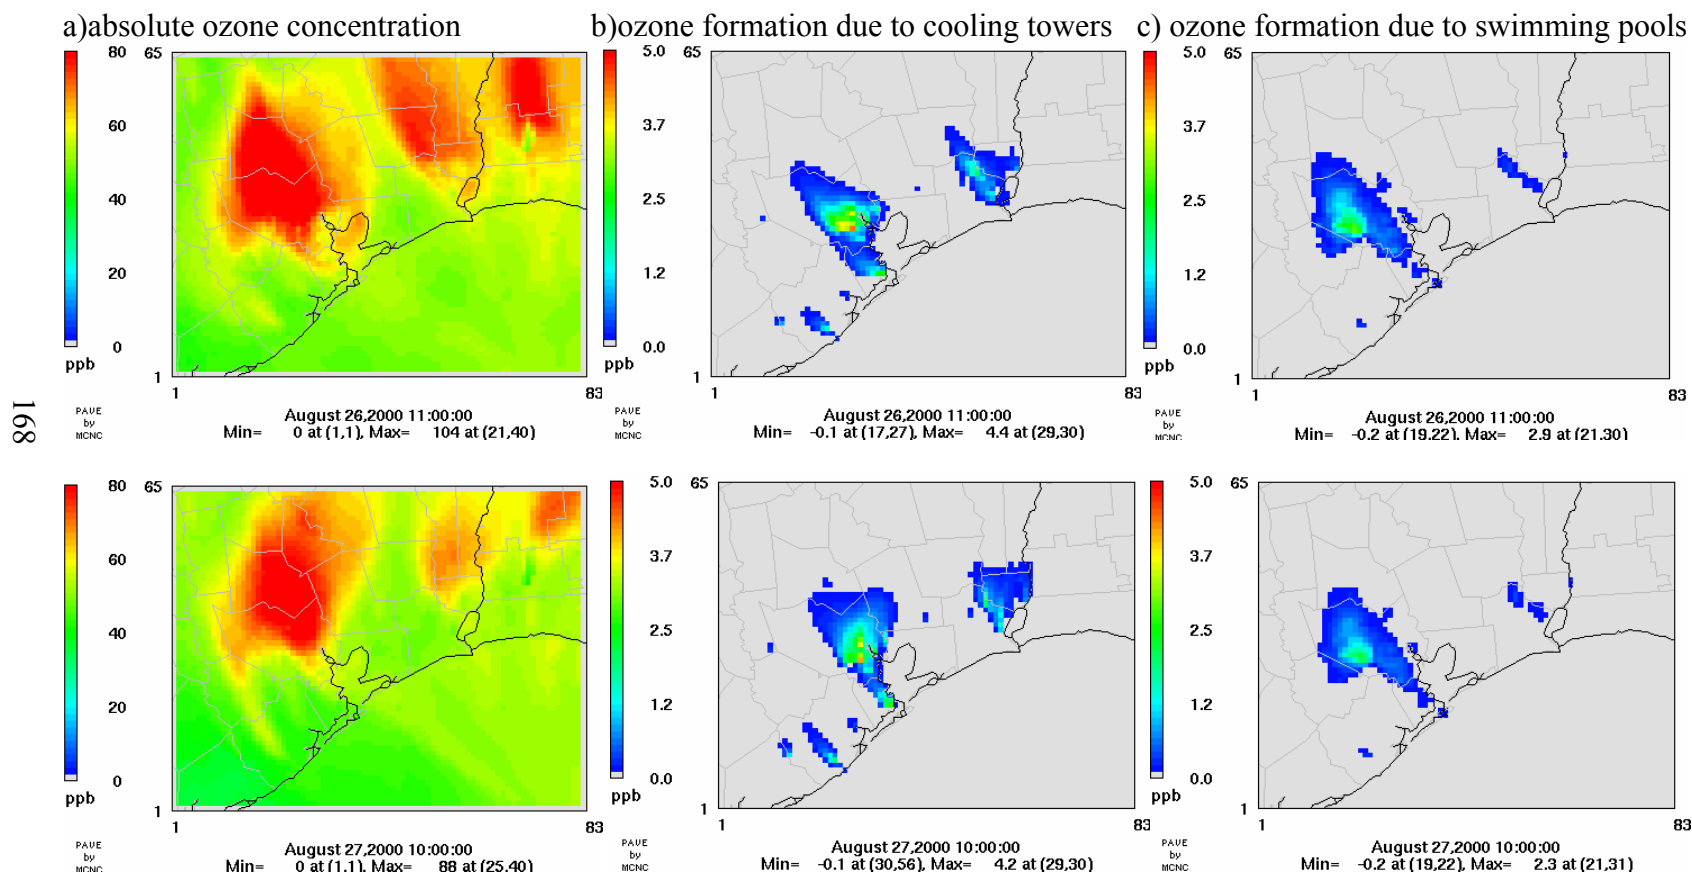 a)absolute ozone concentration
b)ozone formation due to cooling towers
c) ozone formation due to swimming pools
80
60
40
20
0
ppb
65
1
1
83
PAVE
by
MCNC
August 26,2000 11:00:00
Min= 0 at (1,1), Max= 104 at (21,40)
5.0
3.7
2.5
1.2
0.0
ppb
65
1
1
83
PAVE
by
MCNC
August 26,2000 11:00:00
Min= -0.1 at (17,27), Max= 4.4 at (29,30)
5.0
3.7
2.5
1.2
0.0
ppb
65
1
1
83
PAVE
by
MCNC
August 26,2000 11:00:00
Min= -0.2 at (19,22), Max= 2.9 at (21,30)
168
80
60
40
20
0
ppb
65
1
1
83
PAVE
by
MCNC
August 27,2000 10:00:00
Min= 0 at (1,1), Max= 88 at (25,40)
5.0
3.7
2.5
1.2
0.0
ppb
65
1
1
83
PAVE
by
MCNC
August 27,2000 10:00:00
Min= -0.1 at (30,56), Max= 4.2 at (29,30)
5.0
3.7
2.5
1.2
0.0
ppb
65
1
1
83
PAVE
by
MCNC
August 27,2000 10:00:00
Min= -0.2 at (19,22), Max= 2.3 at (21,31)